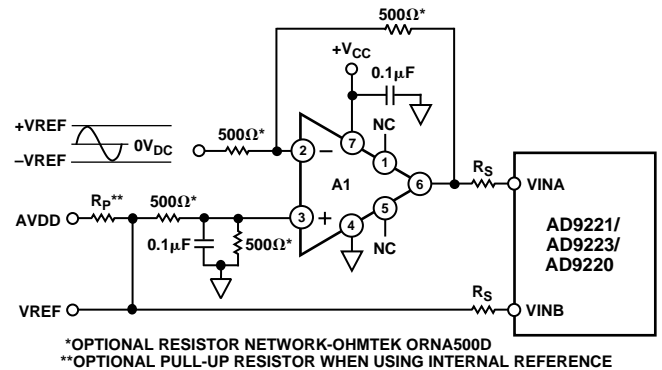 500Ω*
+VCC
0.1µF
+VREF
0VDC
–VREF
500Ω*
NC
2
–
7
1
A1
6
RS
VINA
AVDD
RP**
500Ω*
3
+
5
4
NC
0.1µF
500Ω*
AD9221/
AD9223/
AD9220
VREF
RS
VINB
*OPTIONAL RESISTOR NETWORK-OHMTEK ORNA500D
**OPTIONAL PULL-UP RESISTOR WHEN USING INTERNAL REFERENCE